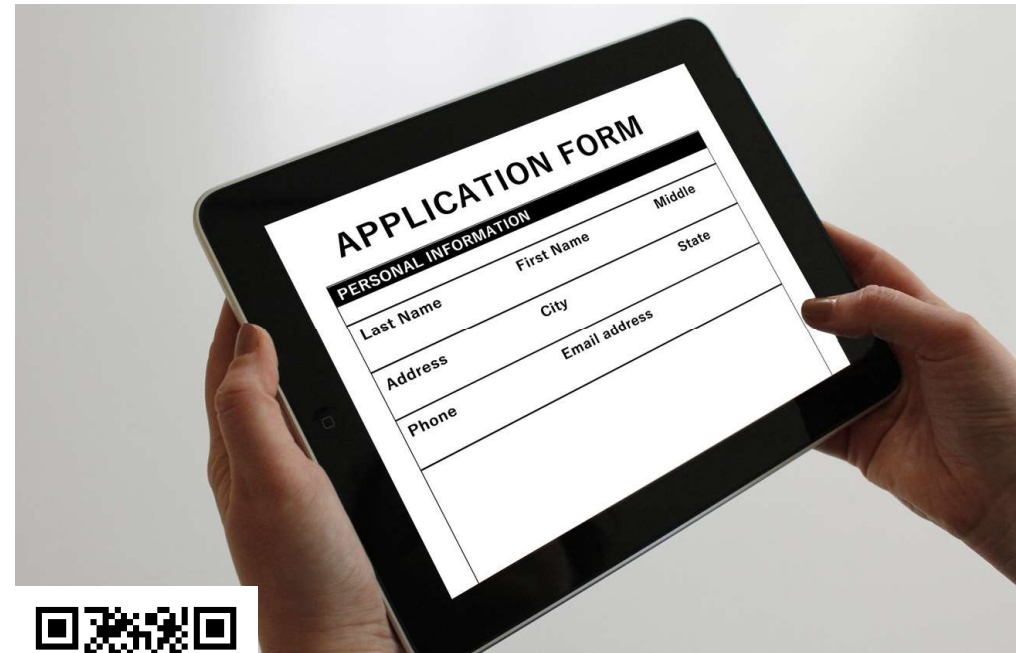 APPLICATION FORM
PERSONAL INFORMATION
Last Name First Name Middle
Address City State
Phone Email address